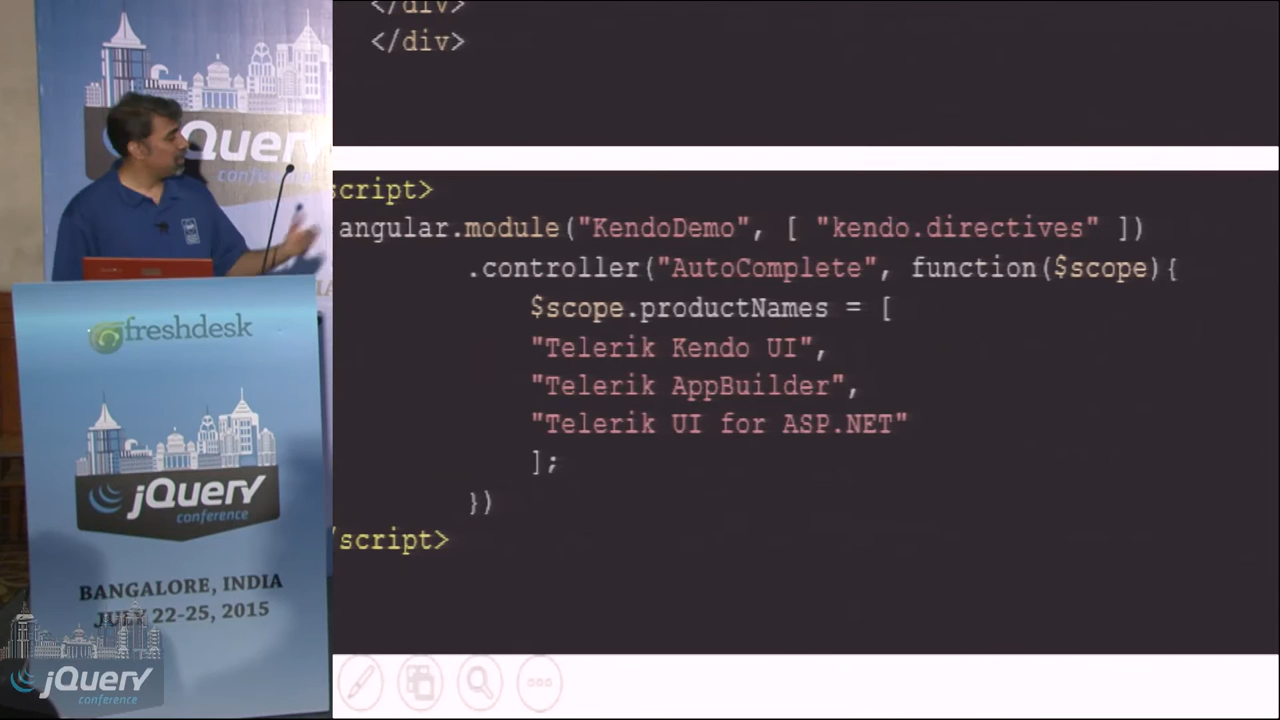 </div>
</div>
script>
angular.module("KendoDemo", [ "kendo.directives" ])
.controller("AutoComplete", function($scope){
$scope.productNames = [
"Telerik Kendo UI",
"Telerik AppBuilder",
"Telerik UI for ASP.NET"
];
})
/script>
jQuery
conference
freshdesk
jQuery
conference
BANGALORE, INDIA
JULY 22-25, 2015
jQuery
conference